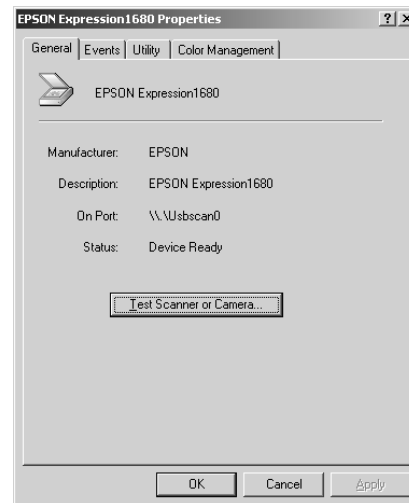 EPSON Expression1680 Properties
General Events Utility Color Management
EPSON Expression1680
Manufacturer: EPSON
Description: EPSON Expression1680
On Port: \\.\Usbscan0
Status: Device Ready
Test Scanner or Camera...
OK Cancel Apply